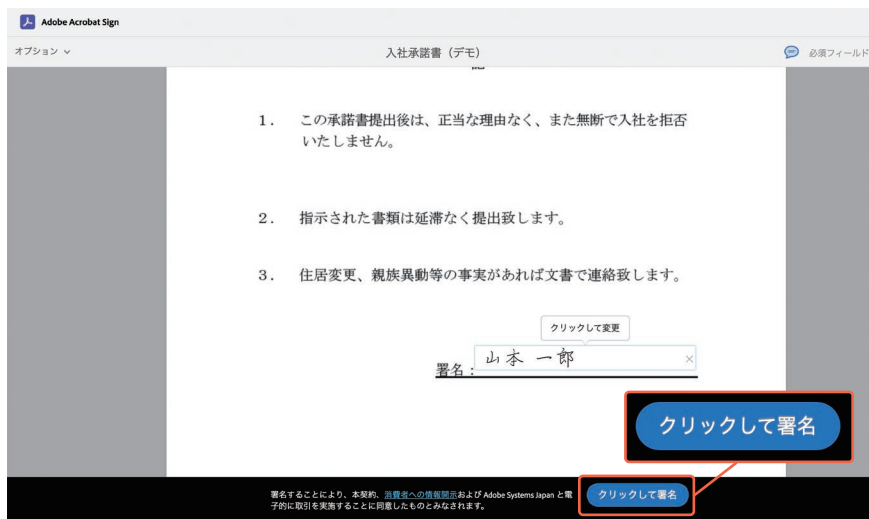 Adobe Acrobat Sign
オプション
入社承諾書（デモ）
必須フィールド
1. この承諾書提出後は、正当な理由なく、また無断で入社を拒否
いたしません。
2. 指示された書類は延滞なく提出致します。
3. 住居変更、親族異動等の事実があれば文書で連絡致します。
クリックして変更
署名： 山本 一郎
クリックして署名
署名することにより、本契約、消費者への情報開示および Adobe Systems Japan と電
子的に取引を実施することに同意したものとみなされます。
クリックして署名